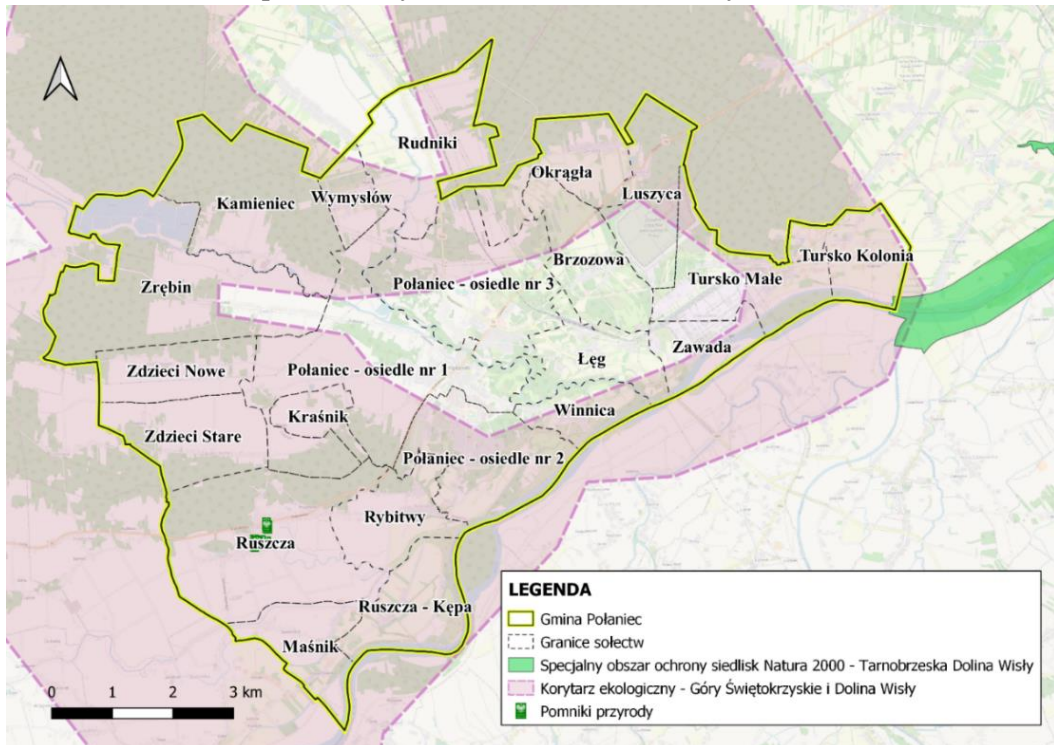 Rudniki
Okrągła
Kamieniec
Wymysłów
Luszyca
Brzozowa
Tursko Kolonia
Tursko Małe
Zrębin
Połaniec - osiedle nr 3
Zawada
Łęg
Zdzieci Nowe
Połaniec - osiedle nr 1
Winnica
Kraśnik
Zdzieci Stare
Połaniec - osiedle nr 2
Rybitwy
Ruszcza
Ruszcza - Kępa
Maśnik
0 1 2 3 km
LEGENDA
Gmina Połaniec
Granice sołectw
Specjalny obszar ochrony siedlisk Natura 2000 - Tarnobrzeska Dolina Wisły
Korytarz ekologiczny - Góry Świętokrzyskie i Dolina Wisły
Pomniki przyrody